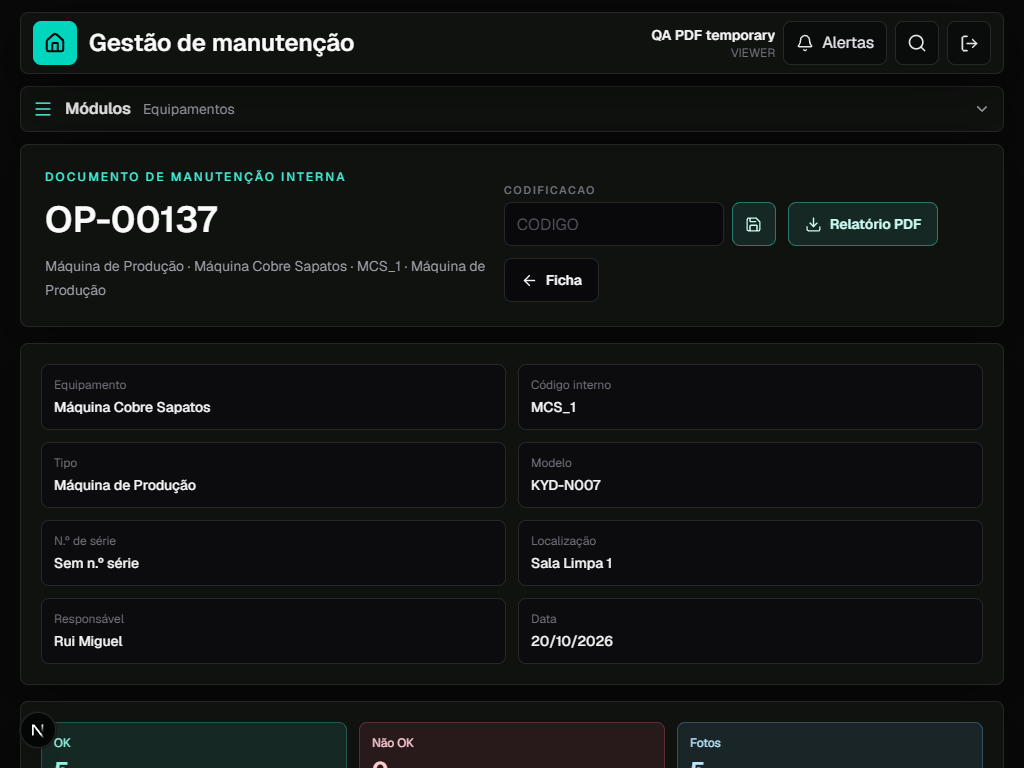 Gestão de manutenção
QA PDF temporary
VIEWER
Alertas
Módulos
Equipamentos
DOCUMENTO DE MANUTENÇÃO INTERNA
OP-00137
Máquina de Produção · Máquina Cobre Sapatos · MCS_1 · Máquina de
Produção
CODIFICACAO
CODIGO
Relatório PDF
Ficha
Equipamento
Máquina Cobre Sapatos
Código interno
MCS_1
Tipo
Máquina de Produção
Modelo
KYD-N007
N.º de série
Sem n.º série
Localização
Sala Limpa 1
Responsável
Rui Miguel
Data
20/10/2026
N
OK
Não OK
Fotos